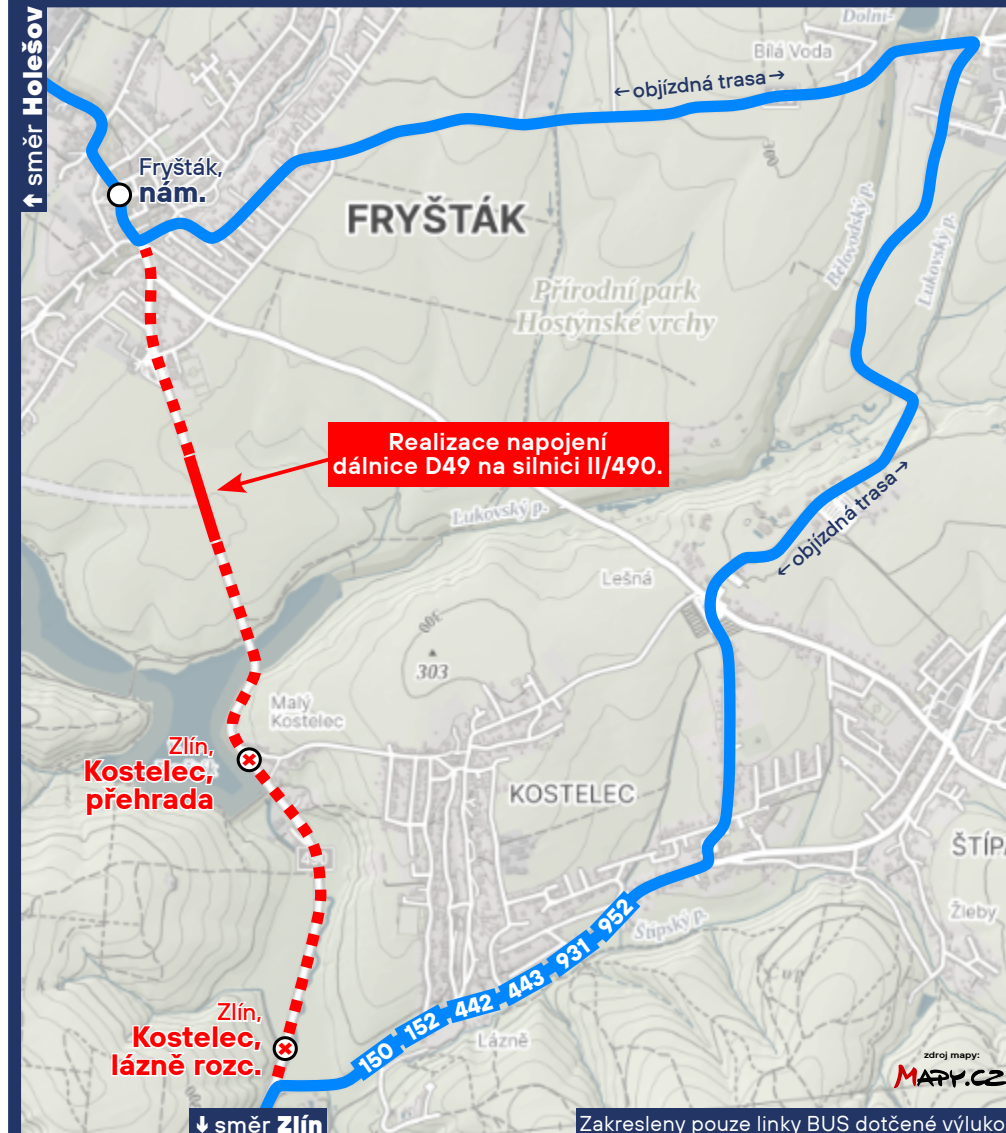 ↑ směr Holešov
Dolní-
Bílá Voda
←objízdná trasa→
Fryšták,
nám.
FRYŠTÁK
Bělovodský p.
Lukovský p.
Přírodní park
Hostýnské vrchy
300
Realizace napojení
dálnice D49 na silnici II/490.
Lukovský p.
←objízdná trasa→
Lešná
300
303
Malý
Kostelec
Zlín,
Kostelec,
přehrada
KOSTELEC
ŠTÍPA
Žleby
Štípský p.
150 152 442 443 931 952
Zlín,
Kostelec,
lázně rozc.
Lázně
zdroj mapy:
MAPY.CZ
↓ směr Zlín
Zakresleny pouze linky BUS dotčené výluko